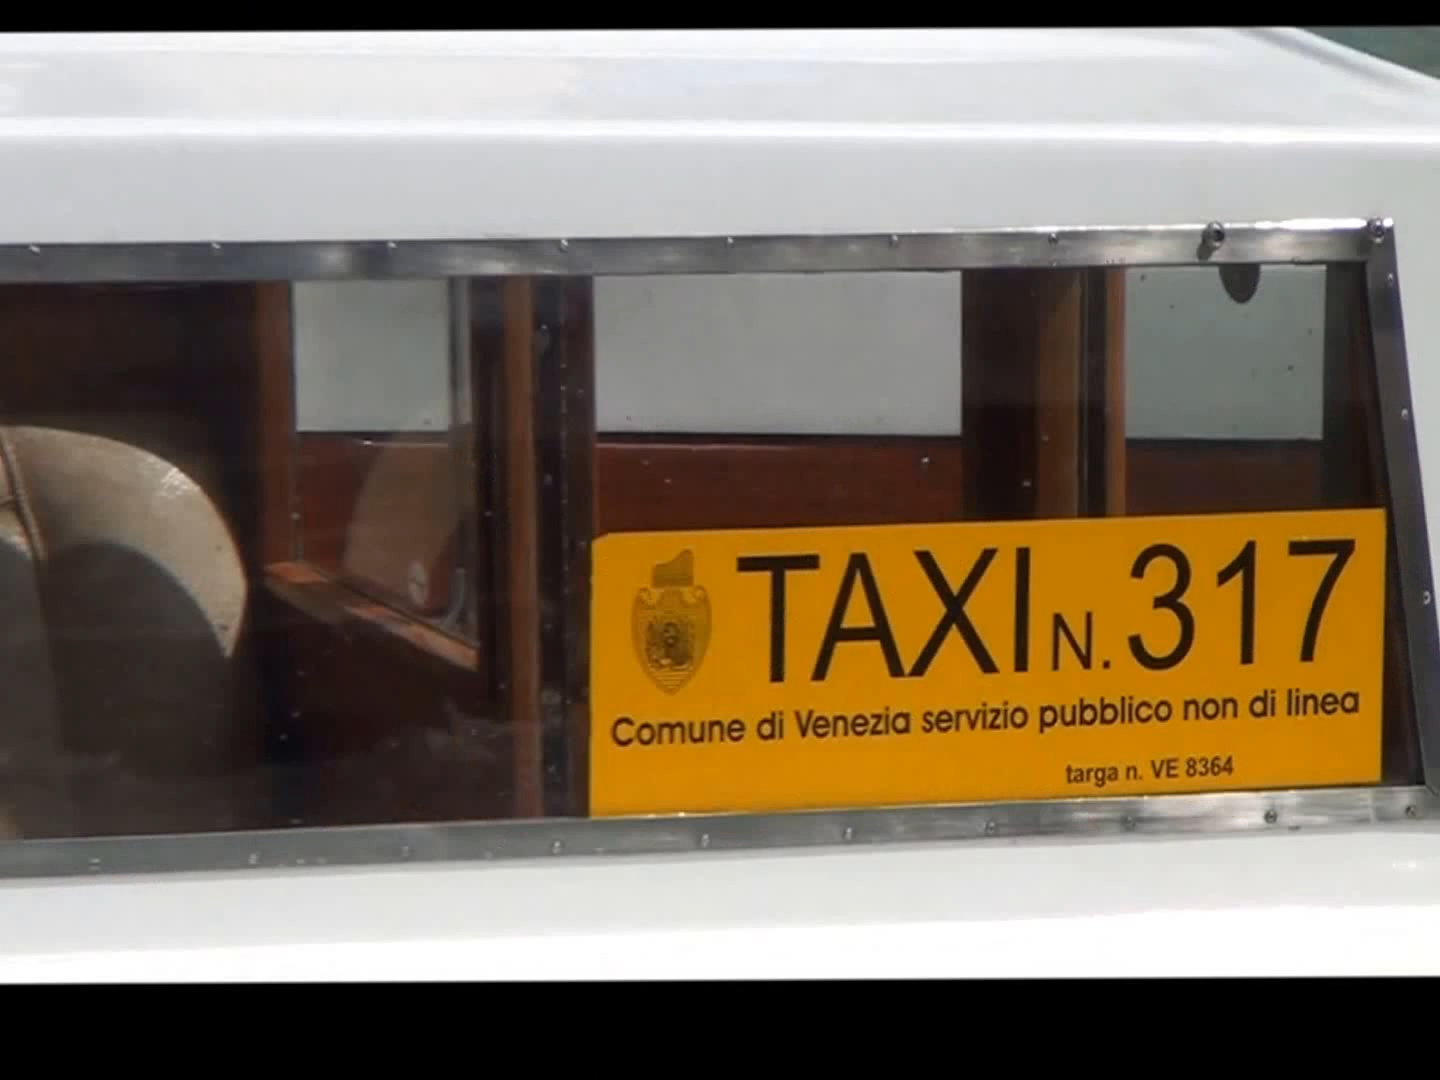 TAXI N. 317
Comune di Venezia servizio pubblico non di linea
targa n. VE 8364